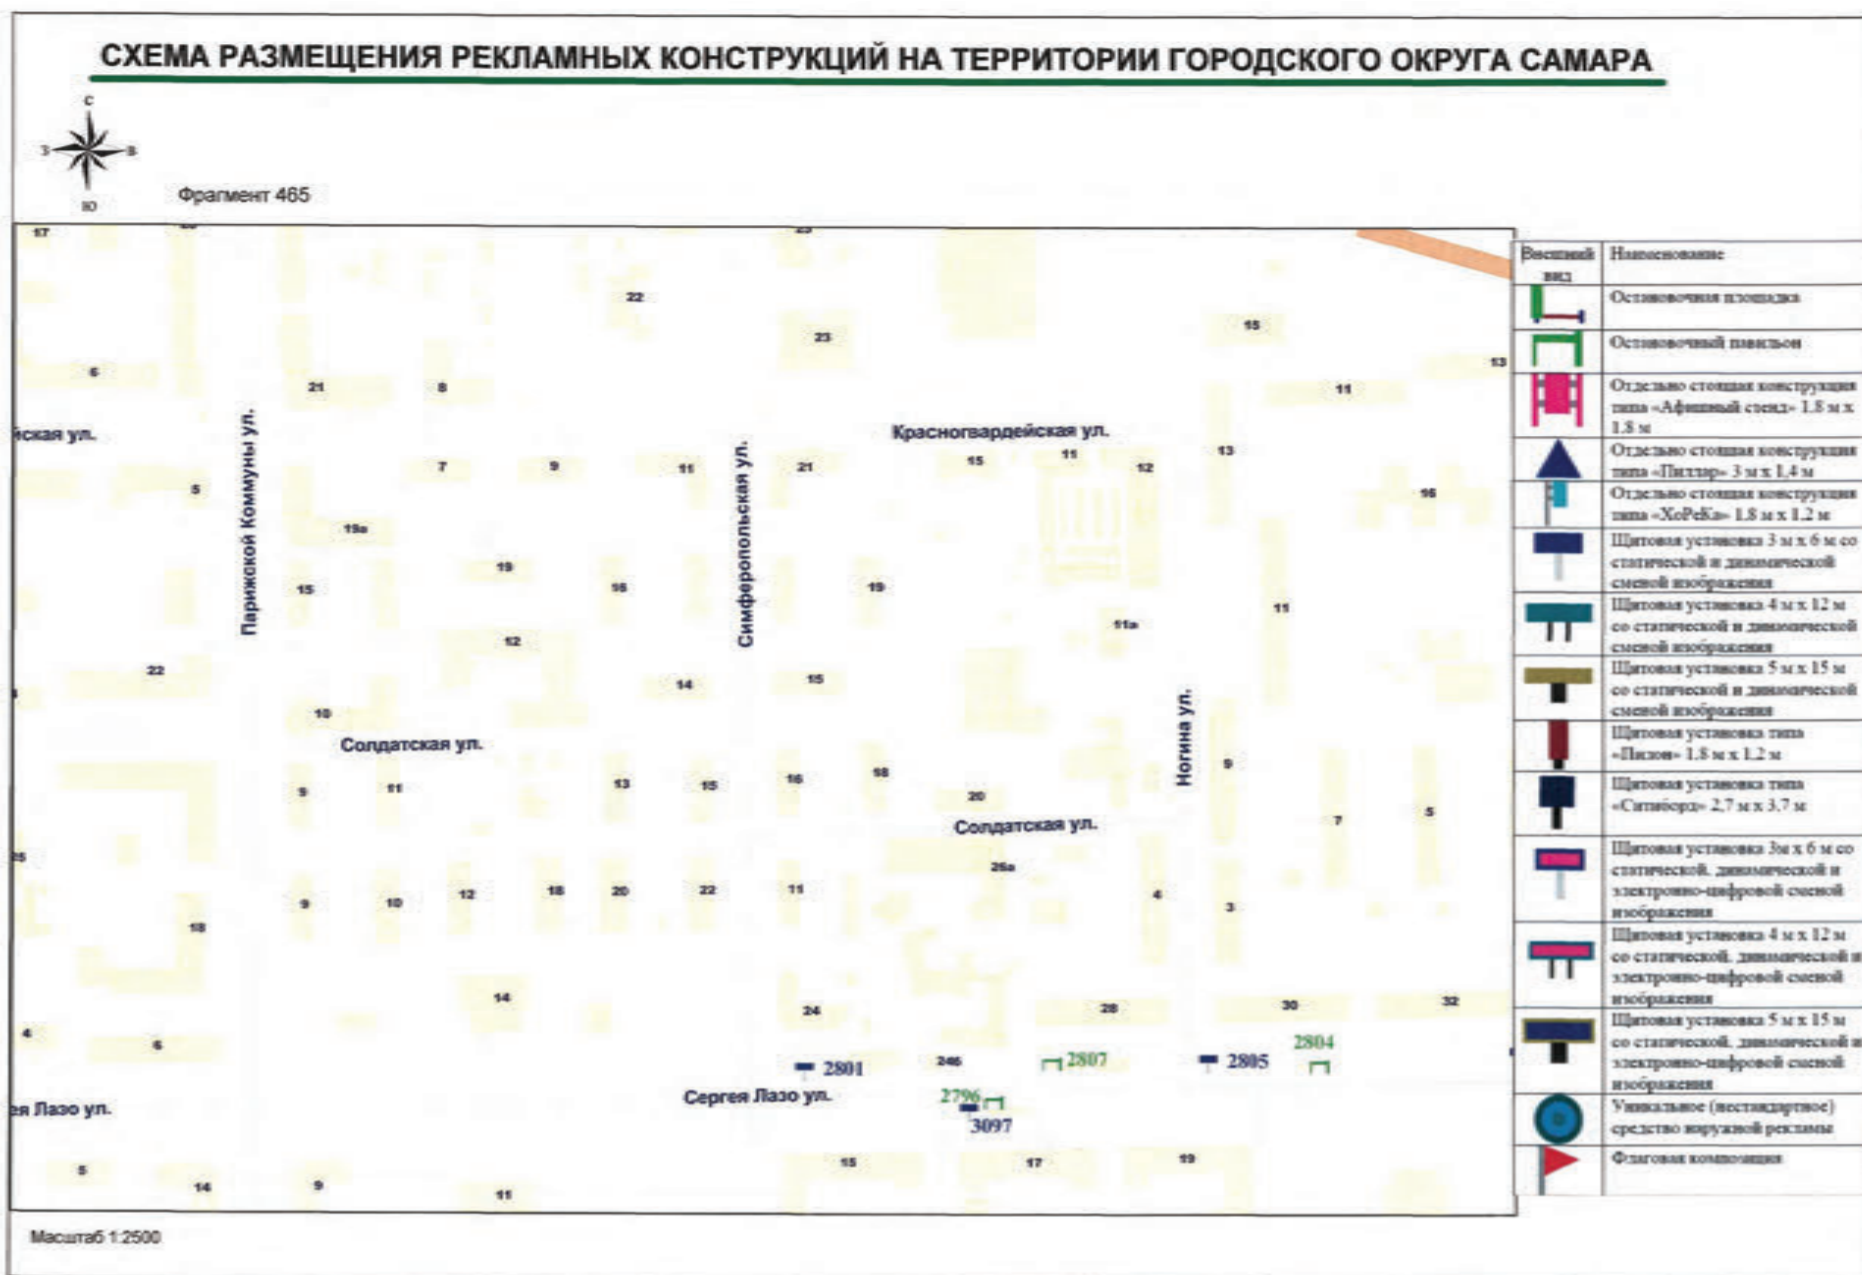 СХЕМА РАЗМЕЩЕНИЯ РЕКЛАМНЫХ КОНСТРУКЦИЙ НА ТЕРРИТОРИИ ГОРОДСКОГО ОКРУГА САМАРА
С
З
В
Ю
Фрагмент 465
17
23
22
15
23
13
6
21
8
11
йская ул.
Парижской Коммуны ул.
Симферопольская ул.
Красногвардейская ул.
7
9
11
21
15
11
12
13
5
16
19а
19
15
16
19
11
11а
12
22
14
15
10
Ногина ул.
Солдатская ул.
9
11
13
15
16
18
20
9
Солдатская ул.
7
5
25
26а
9
10
12
18
20
22
11
4
3
18
14
24
28
30
32
4
6
2801
24б
2807
2805
2804
Сергея Лазо ул.
2796
3097
ея Лазо ул.
5
14
9
11
15
17
19
Масштаб 1:2500
Внешний вид
Наименование
Остановочная площадка
Остановочный павильон
Отдельно стоящая конструкция
типа «Афишный стенд» 1.8 м х
1.8 м
Отдельно стоящая конструкция
типа «Пиллар» 3 м х 1,4 м
Отдельно стоящая конструкция
типа «ХоРеКа» 1.8 м х 1.2 м
Щитовая установка 3 м х 6 м со
статической и динамической
сменой изображения
Щитовая установка 4 м х 12 м
со статической и динамической
сменой изображения
Щитовая установка 5 м х 15 м
со статической и динамической
сменой изображения
Щитовая установка типа
«Пилон» 1.8 м х 1.2 м
Щитовая установка типа
«Ситиборд» 2,7 м х 3.7 м
Щитовая установка 3м х 6 м со
статической, динамической и
электронно-цифровой сменой
изображения
Щитовая установка 4 м х 12 м
со статической, динамической и
электронно-цифровой сменой
изображения
Щитовая установка 5 м х 15 м
со статической, динамической и
электронно-цифровой сменой
изображения
Уникальное (нестандартное)
средство наружной рекламы
Флаговая композиция